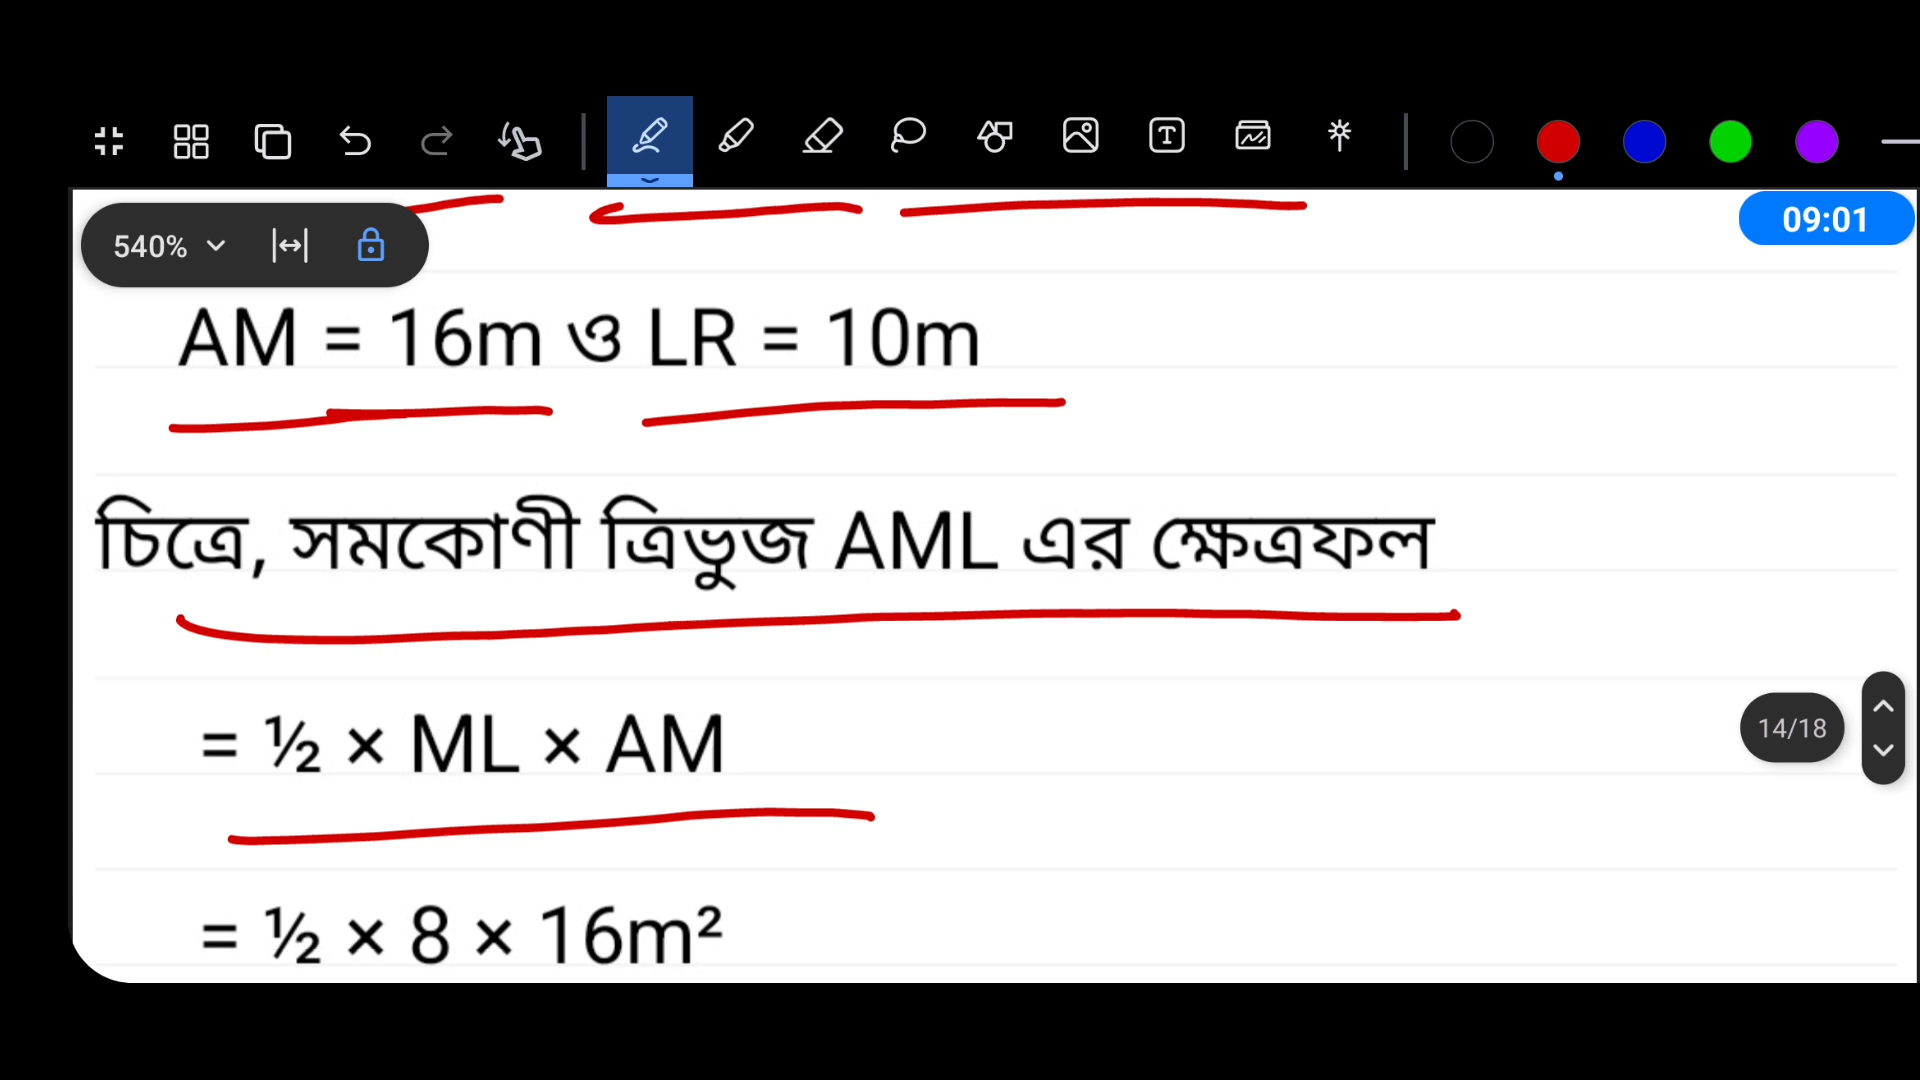 540%
09:01
AM = 16m ও LR = 10m
চিত্রে, সমকোণী ত্রিভুজ AML এর ক্ষেত্রফল
= ½ × ML × AM
14/18
= ½ × 8 × 16m²